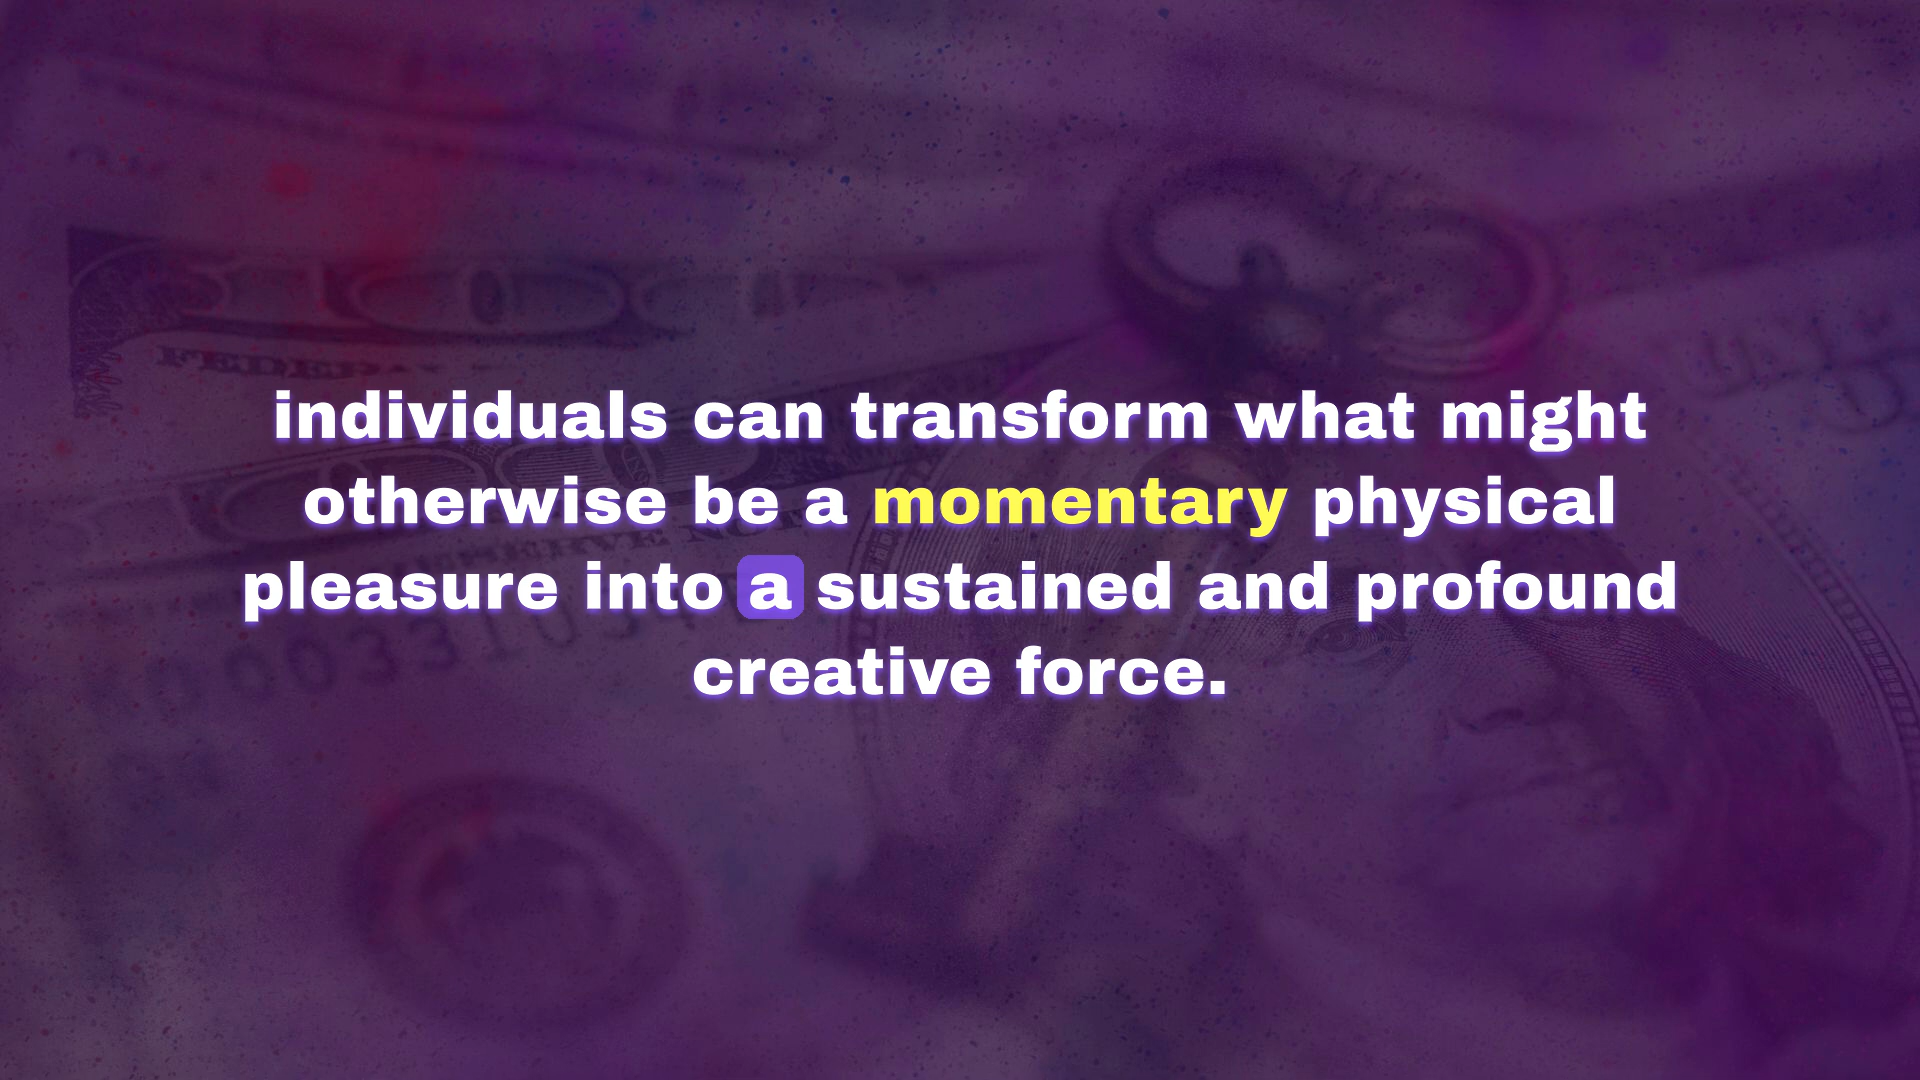 individuals can transform what might
otherwise be a momentary physical
pleasure into a sustained and profound
creative force.